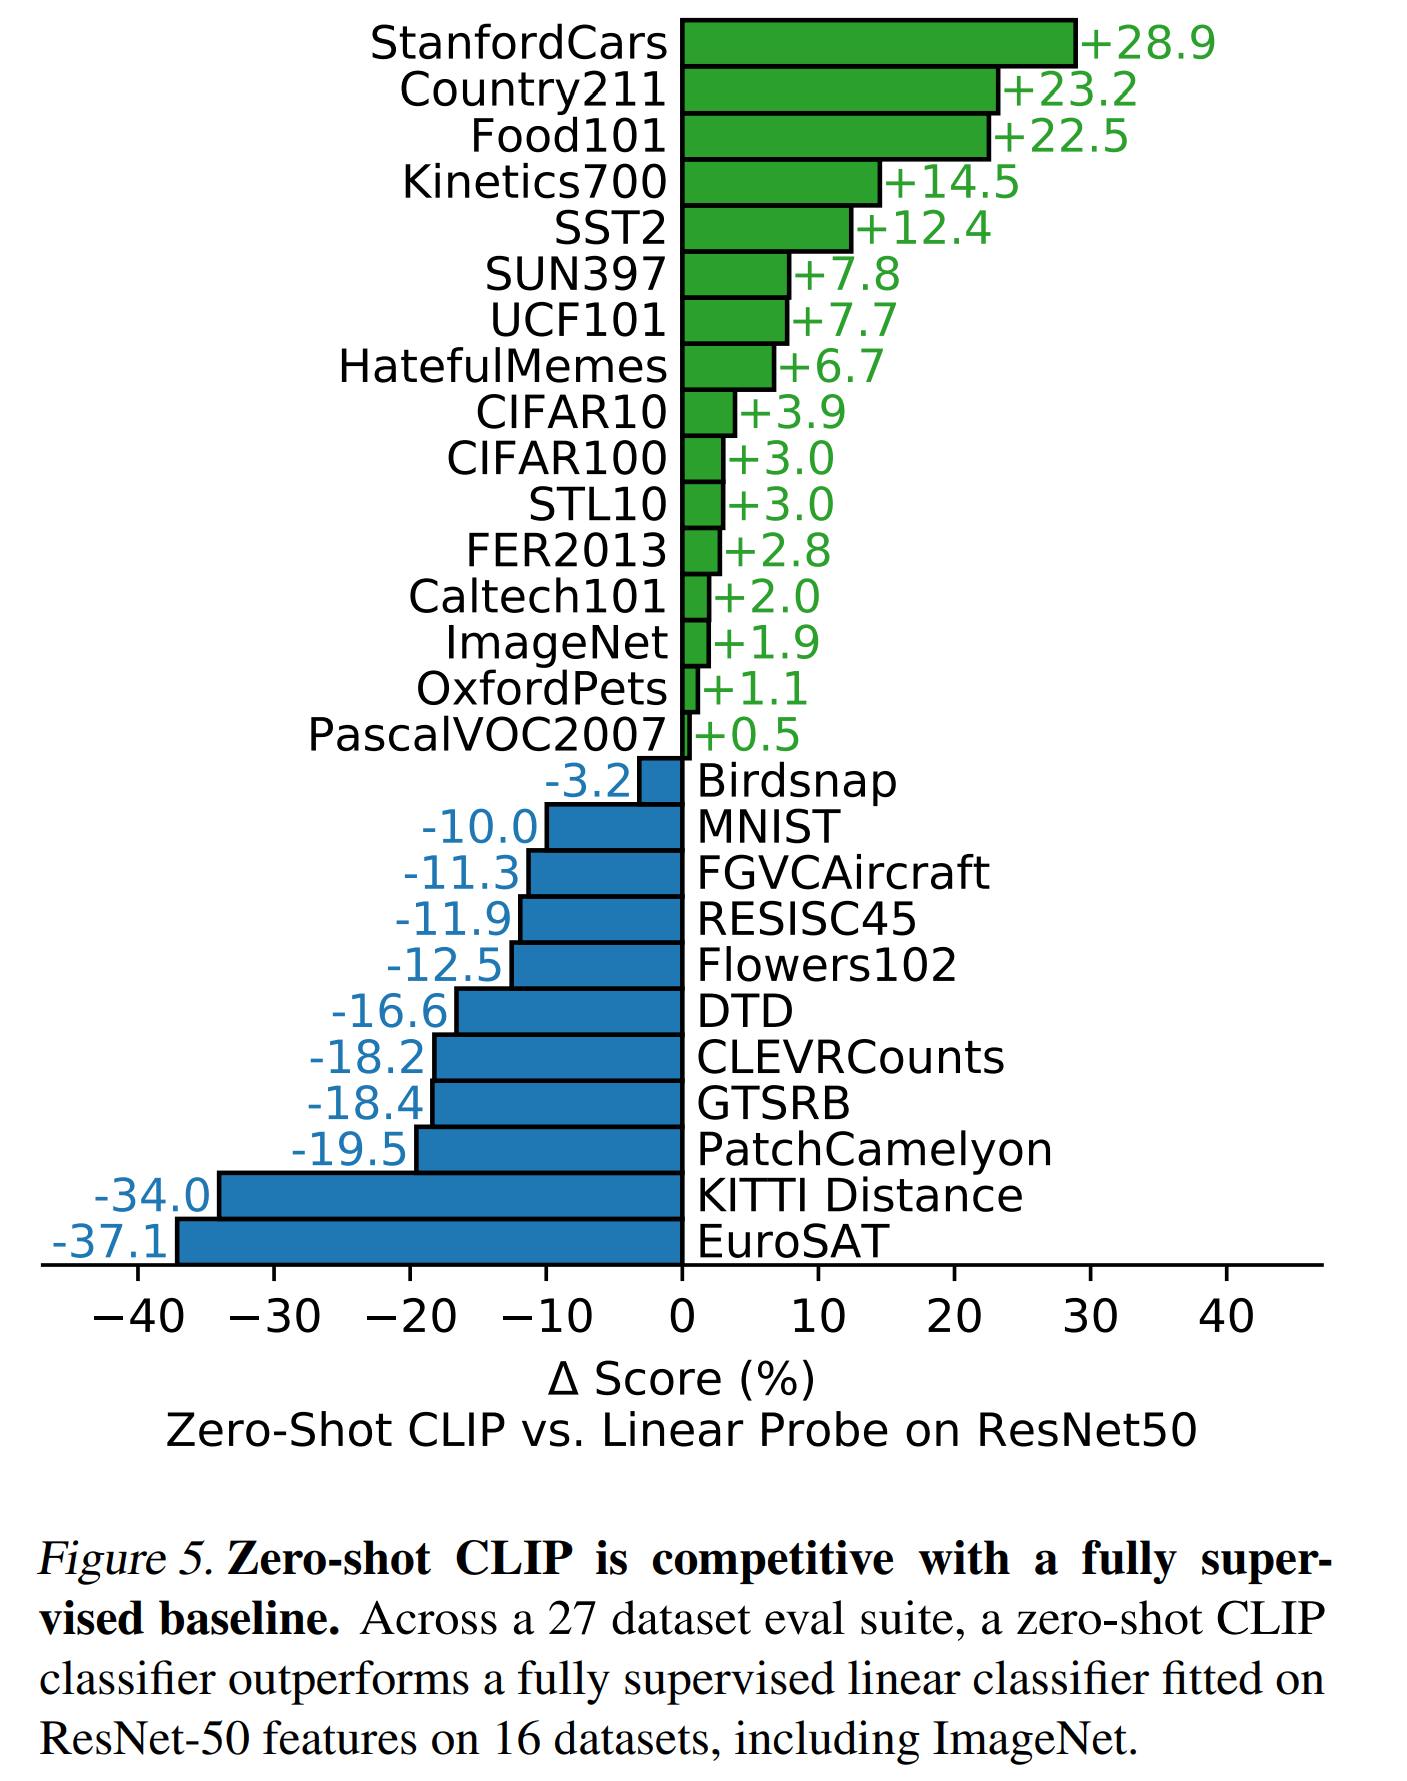 StanfordCars +28.9
Country211 +23.2
Food101 +22.5
Kinetics700 +14.5
SST2 +12.4
SUN397 +7.8
UCF101 +7.7
HatefulMemes +6.7
CIFAR10 +3.9
CIFAR100 +3.0
STL10 +3.0
FER2013 +2.8
Caltech101 +2.0
ImageNet +1.9
OxfordPets +1.1
PascalVOC2007 +0.5
-3.2 Birdsnap
-10.0 MNIST
-11.3 FGVCAircraft
-11.9 RESISC45
-12.5 Flowers102
-16.6 DTD
-18.2 CLEVRCounts
-18.4 GTSRB
-19.5 PatchCamelyon
-34.0 KITTI Distance
-37.1 EuroSAT
−40 −30 −20 −10 0 10 20 30 40
Δ Score (%)
Zero-Shot CLIP vs. Linear Probe on ResNet50
Figure 5. Zero-shot CLIP is competitive with a fully super-
vised baseline. Across a 27 dataset eval suite, a zero-shot CLIP
classifier outperforms a fully supervised linear classifier fitted on
ResNet-50 features on 16 datasets, including ImageNet.